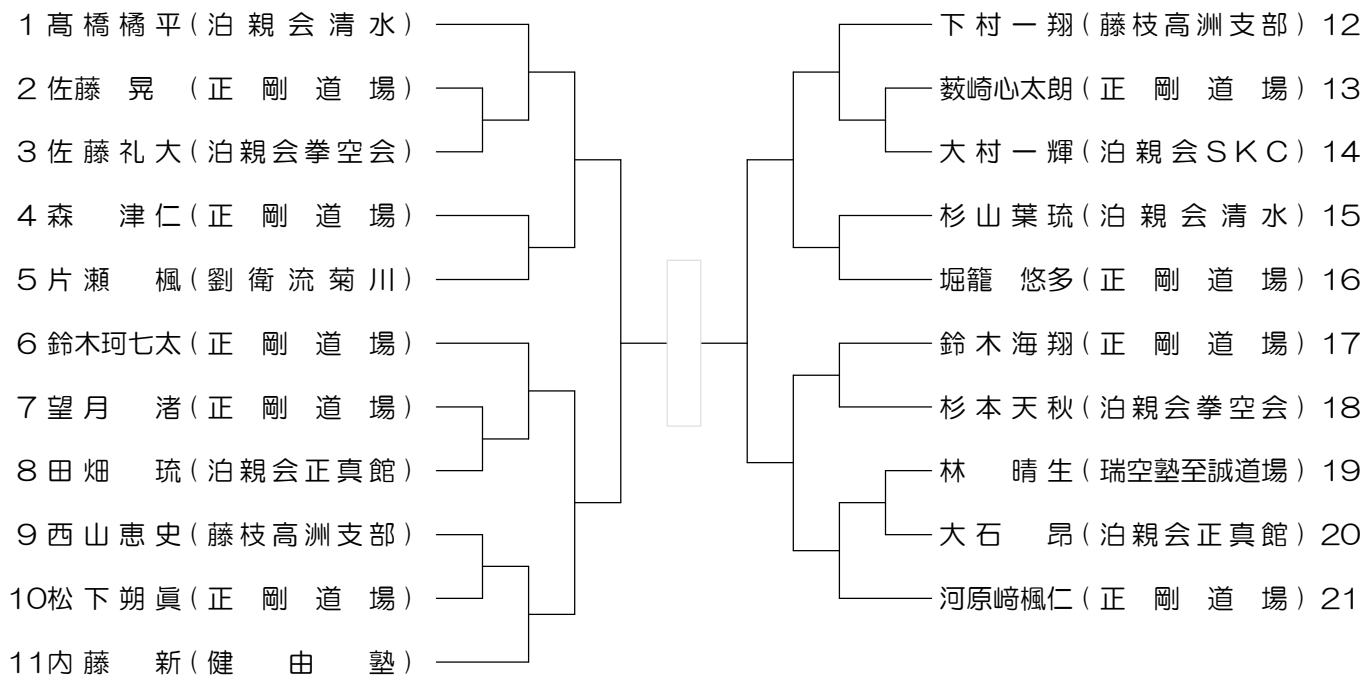 1 髙橋橘平(泊親会清水)
2 佐藤 晃(正剛道場)
3 佐藤礼大(泊親会拳空会)
4 森 津仁(正剛道場)
5 片瀬 楓(劉衛流菊川)
6 鈴木珂七太(正剛道場)
7 望月 渚(正剛道場)
8 田畑 琉(泊親会正真館)
9 西山恵史(藤枝高洲支部)
10 松下朔眞(正剛道場)
11 内藤 新(健由塾)
下村一翔(藤枝高洲支部) 12
薮崎心太朗(正剛道場) 13
大村一輝(泊親会SKC) 14
杉山葉琉(泊親会清水) 15
堀籠 悠多(正剛道場) 16
鈴木海翔(正剛道場) 17
杉本天秋(泊親会拳空会) 18
林 晴生(瑞空塾至誠道場) 19
大石 昂(泊親会正真館) 20
河原﨑楓仁(正剛道場) 21